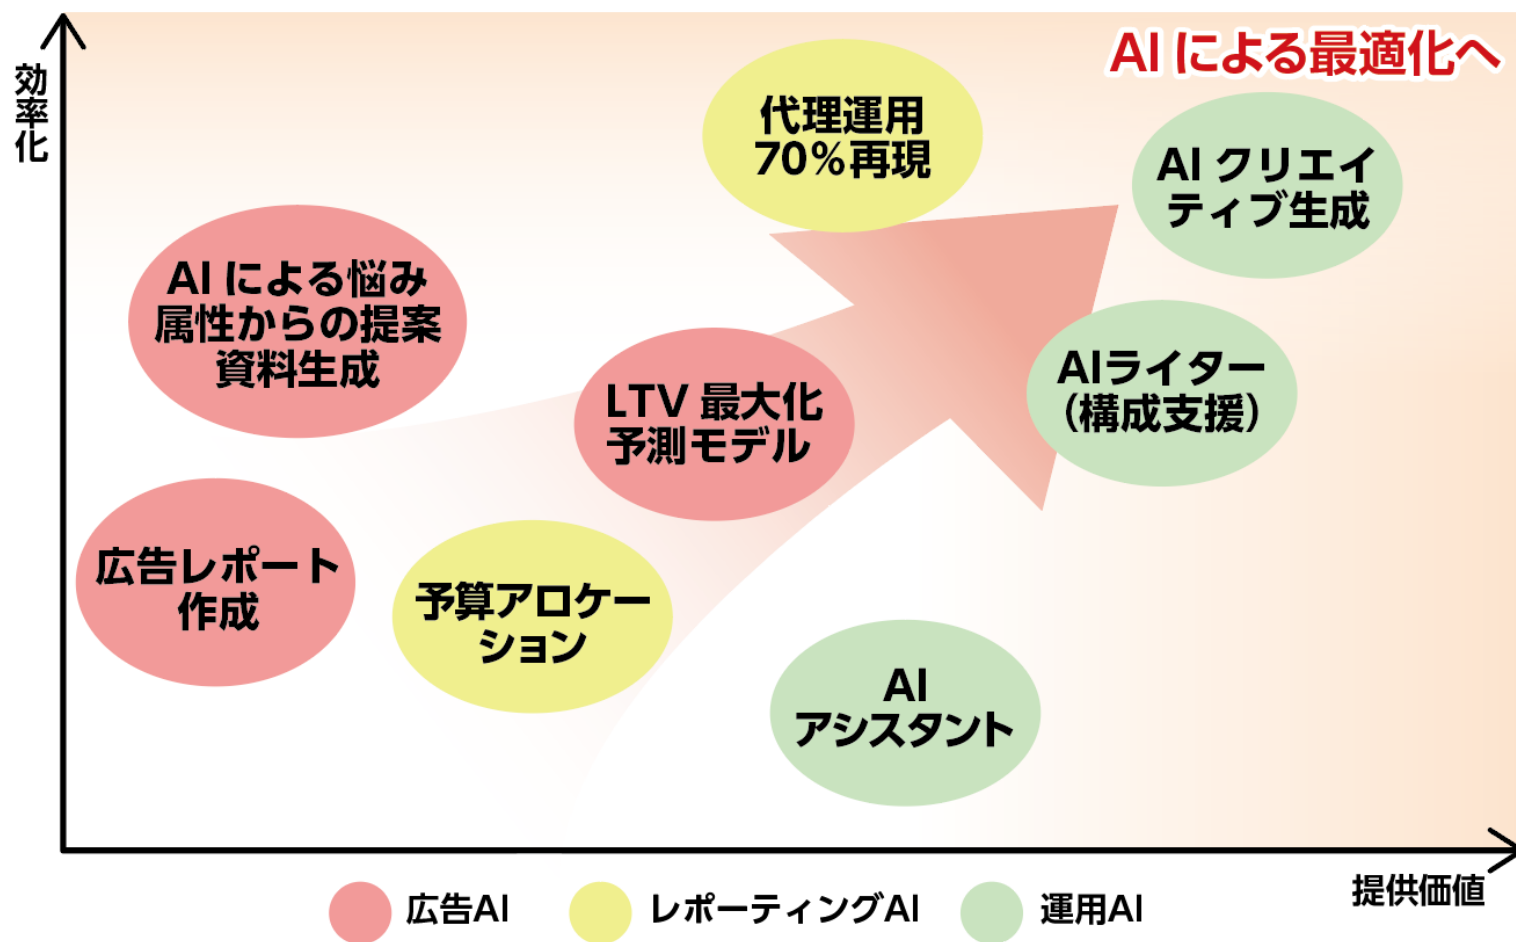 AIによる最適化へ
効率化
代理運用
70%再現
AI クリエイ
ティブ生成
AIによる悩み
属性からの提案
資料生成
LTV 最大化
予測モデル
AIライター
（構成支援）
広告レポート
作成
予算アロケー
ション
AI
アシスタント
提供価値
広告AI
レポーティングAI
運用AI